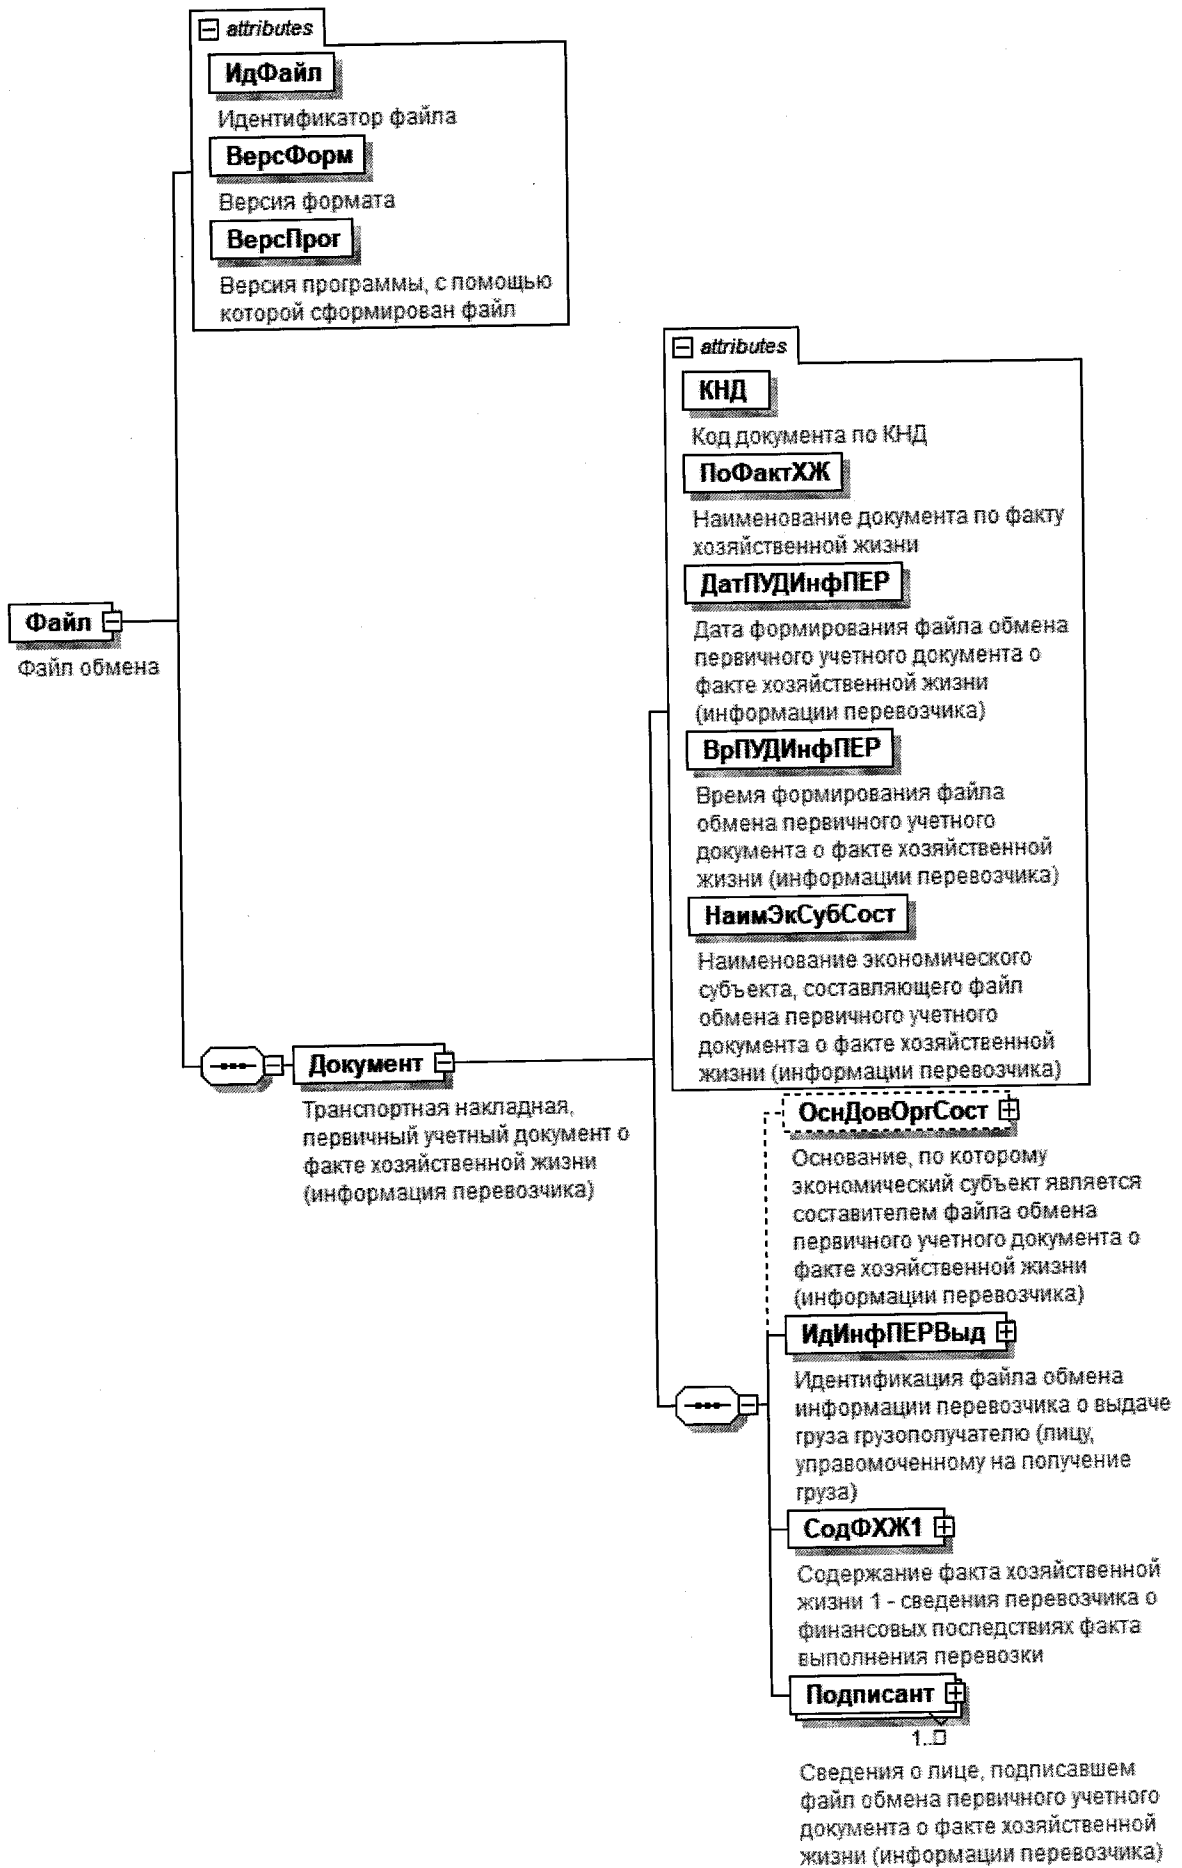 attributes
ИдФайл
Идентификатор файла
ВерсФорм
Версия формата
ВерсПрог
Версия программы, с помощью
которой сформирован файл
Файл
Файл обмена
attributes
КНД
Код документа по КНД
ПоФактХЖ
Наименование документа по факту
хозяйственной жизни
ДатПУДИнфПЕР
Дата формирования файла обмена
первичного учетного документа о
факте хозяйственной жизни
(информации перевозчика)
ВрПУДИнфПЕР
Время формирования файла
обмена первичного учетного
документа о факте хозяйственной
жизни (информации перевозчика)
НаимЭкСубСост
Наименование экономического
субъекта, составляющего файл
обмена первичного учетного
документа о факте хозяйственной
жизни (информации перевозчика)
Документ
Транспортная накладная,
первичный учетный документ о
факте хозяйственной жизни
(информация перевозчика)
ОснДовОргСост
Основание, по которому
экономический субъект является
составителем файла обмена
первичного учетного документа о
факте хозяйственной жизни
(информации перевозчика)
ИдИнфПЕРВыд
Идентификация файла обмена
информации перевозчика о выдаче
груза грузополучателю (лицу,
управомоченному на получение
груза)
СодФХЖ1
Содержание факта хозяйственной
жизни 1 - сведения перевозчика о
финансовых последствиях факта
выполнения перевозки
Подписант
1..□
Сведения о лице, подписавшем
файл обмена первичного учетного
документа о факте хозяйственной
жизни (информации перевозчика)